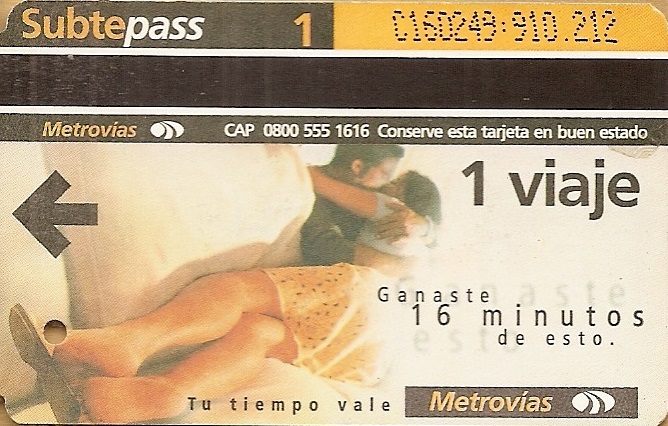 Subtepass 1 C160249·910.212
Metrovías CAP 0800 555 1616 Conserve esta tarjeta en buen estado
1 viaje
Ganaste
16 minutos
de esto.
Tu tiempo vale Metrovías